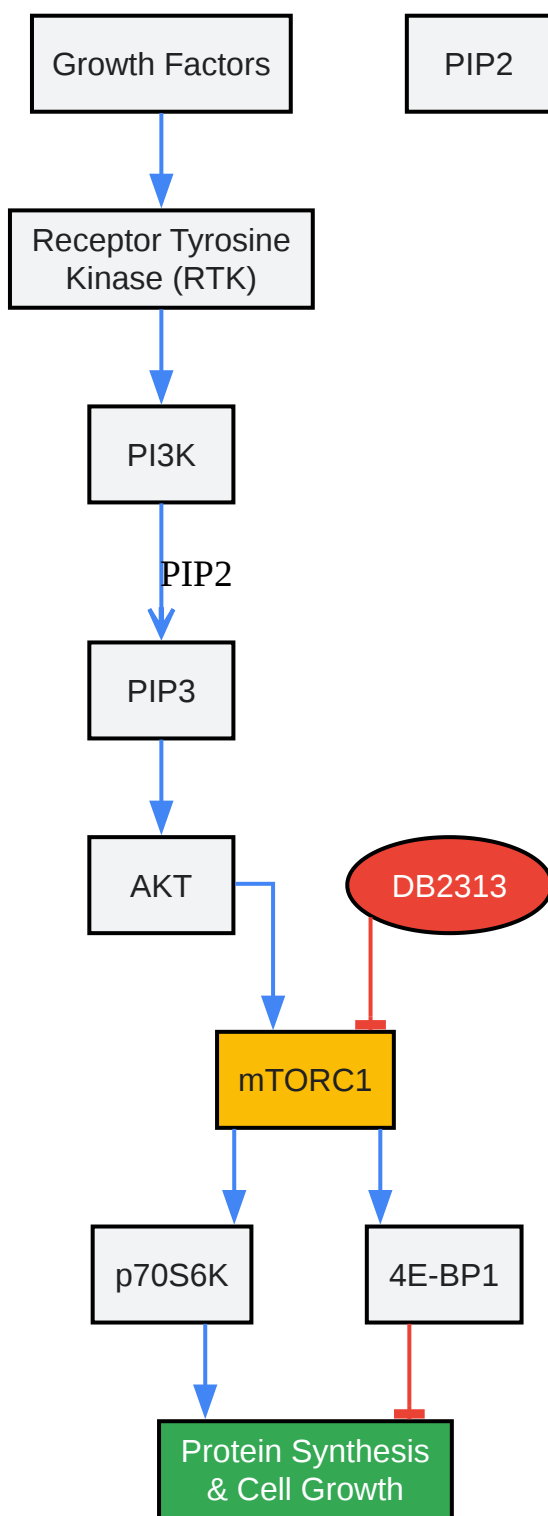 Growth Factors
PIP2
Receptor Tyrosine
Kinase (RTK)
PI3K
PIP2
PIP3
AKT
DB2313
mTORC1
p70S6K
4E-BP1
Protein Synthesis
& Cell Growth